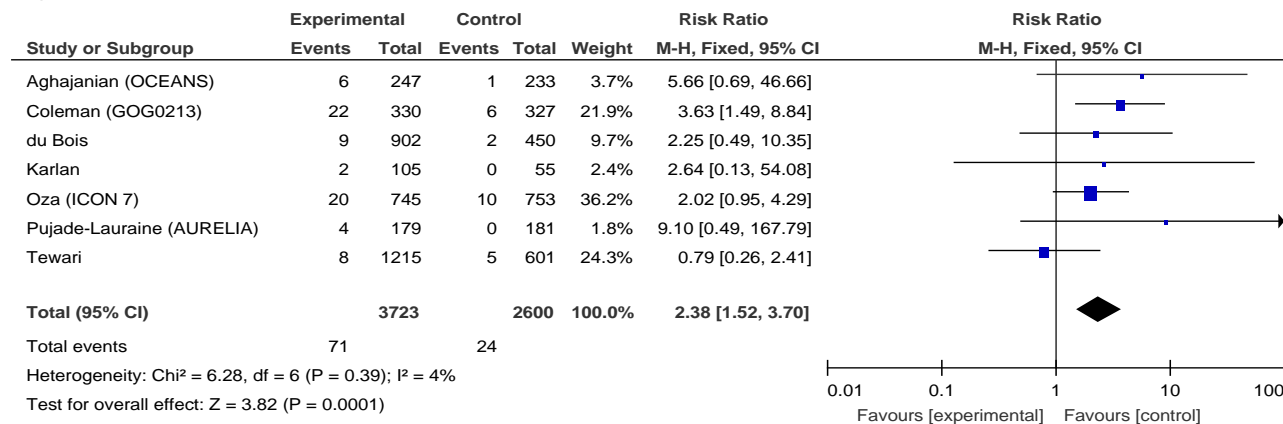 Experimental Control Risk Ratio Risk Ratio
Study or Subgroup Events Total Events Total Weight M-H, Fixed, 95% CI M-H, Fixed, 95% CI
Aghajanian (OCEANS) 6 247 1 233 3.7% 5.66 [0.69, 46.66]
Coleman (GOG0213) 22 330 6 327 21.9% 3.63 [1.49, 8.84]
du Bois 9 902 2 450 9.7% 2.25 [0.49, 10.35]
Karlan 2 105 0 55 2.4% 2.64 [0.13, 54.08]
Oza (ICON 7) 20 745 10 753 36.2% 2.02 [0.95, 4.29]
Pujade-Lauraine (AURELIA) 4 179 0 181 1.8% 9.10 [0.49, 167.79]
Tewari 8 1215 5 601 24.3% 0.79 [0.26, 2.41]
Total (95% CI) 3723 2600 100.0% 2.38 [1.52, 3.70]
Total events 71 24
Heterogeneity: Chi² = 6.28, df = 6 (P = 0.39); I² = 4%
Test for overall effect: Z = 3.82 (P = 0.0001)
0.01 0.1 1 10 100
Favours [experimental] Favours [control]